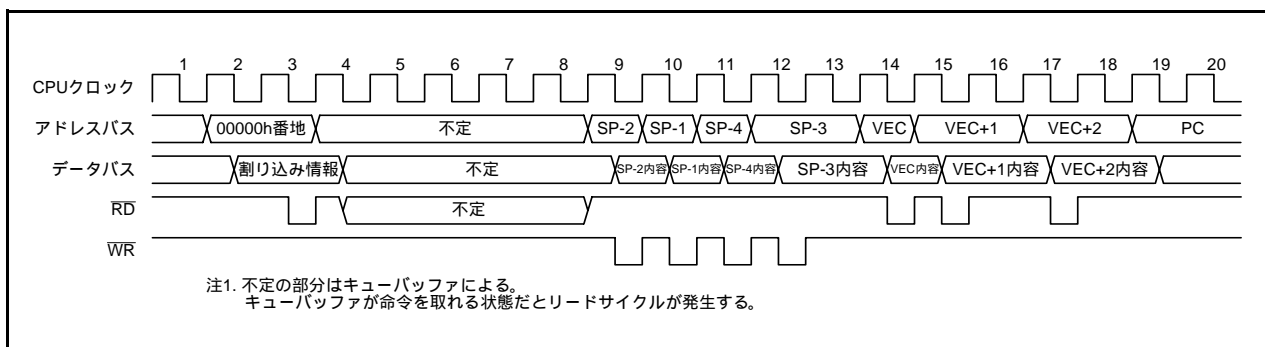 1 2 3 4 5 6 7 8 9 10 11 12 13 14 15 16 17 18 19 20
CPUクロック
アドレスバス 00000h番地 不定 SP-2 SP-1 SP-4 SP-3 VEC VEC+1 VEC+2 PC
データバス 割り込み情報 不定 SP-2内容 SP-1内容 SP-4内容 SP-3内容 VEC内容 VEC+1内容 VEC+2内容
RD 不定
WR
注1. 不定の部分はキューバッファによる。
キューバッファが命令を取れる状態だとリードサイクルが発生する。